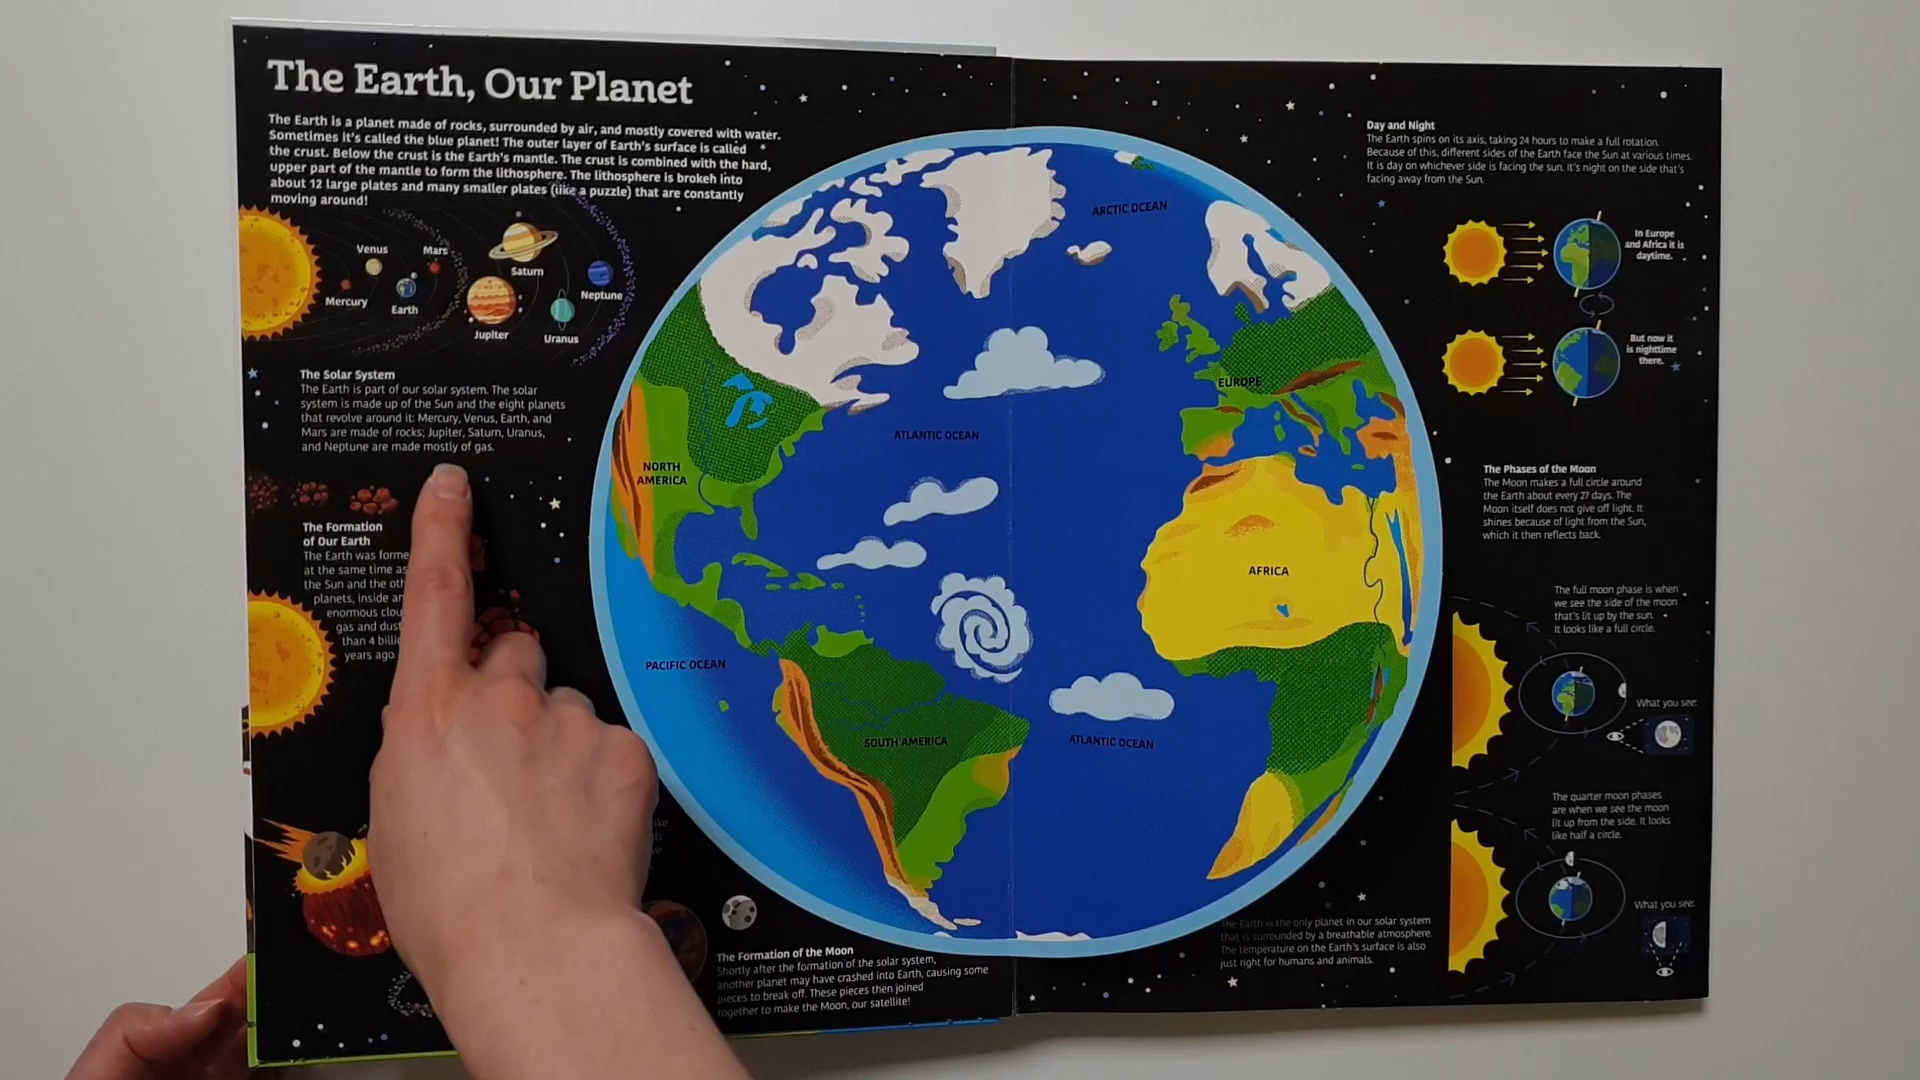 The Earth, Our Planet
The Earth is a planet made of rocks, surrounded by air, and mostly covered with water.
Sometimes it's called the blue planet! The outer layer of Earth's surface is called
the crust. Below the crust is the Earth's mantle. The crust is combined with the hard,
upper part of the mantle to form the lithosphere. The lithosphere is broken into
about 12 large plates and many smaller plates (like a puzzle) that are constantly
moving around!
Venus
Mars
Saturn
Mercury
Earth
Neptune
Jupiter
Uranus
The Solar System
The Earth is part of our solar system. The solar
system is made up of the Sun and the eight planets
that revolve around it: Mercury, Venus, Earth, and
Mars are made of rocks; Jupiter, Saturn, Uranus,
and Neptune are made mostly of gas.
The Formation
of Our Earth
The Earth was forme
at the same time as
the Sun and the oth
planets, inside an
enormous clou
gas and dust
than 4 billi
years ago.
The Formation of the Moon
Shortly after the formation of the solar system,
another planet may have crashed into Earth, causing some
pieces to break off. These pieces then joined
together to make the Moon, our satellite!
ARCTIC OCEAN
EUROPE
ATLANTIC OCEAN
NORTH
AMERICA
AFRICA
PACIFIC OCEAN
SOUTH AMERICA
ATLANTIC OCEAN
The Earth is the only planet in our solar system
that is surrounded by a breathable atmosphere.
The temperature on the Earth's surface is also
just right for humans and animals.
Day and Night
The Earth spins on its axis, taking 24 hours to make a full rotation.
Because of this, different sides of the Earth face the Sun at various times.
It is day on whichever side is facing the sun. It's night on the side that's
facing away from the Sun.
In Europe
and Africa it is
daytime.
But now it
is nighttime
there.
The Phases of the Moon
The Moon makes a full circle around
the Earth about every 27 days. The
Moon itself does not give off light. It
shines because of light from the Sun,
which it then reflects back.
The full moon phase is when
we see the side of the moon
that's lit up by the sun.
It looks like a full circle.
What you see:
The quarter moon phases
are when we see the moon
lit up from the side. It looks
like half a circle.
What you see: